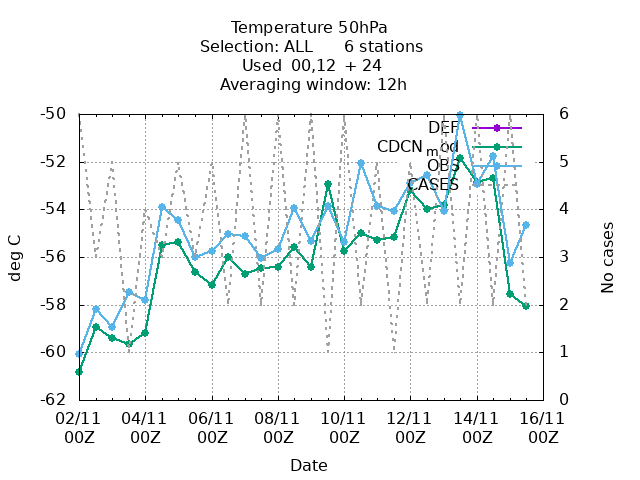 Temperature 50hPa
Selection: ALL 6 stations
Used 00,12 + 24
Averaging window: 12h
DEF
CDCN_mod
OBS
CASES
-50
-52
-54
-56
-58
-60
-62
6
5
4
3
2
1
0
deg C
No cases
02/11 04/11 06/11 08/11 10/11 12/11 14/11 16/11
00Z 00Z 00Z 00Z 00Z 00Z 00Z 00Z
Date